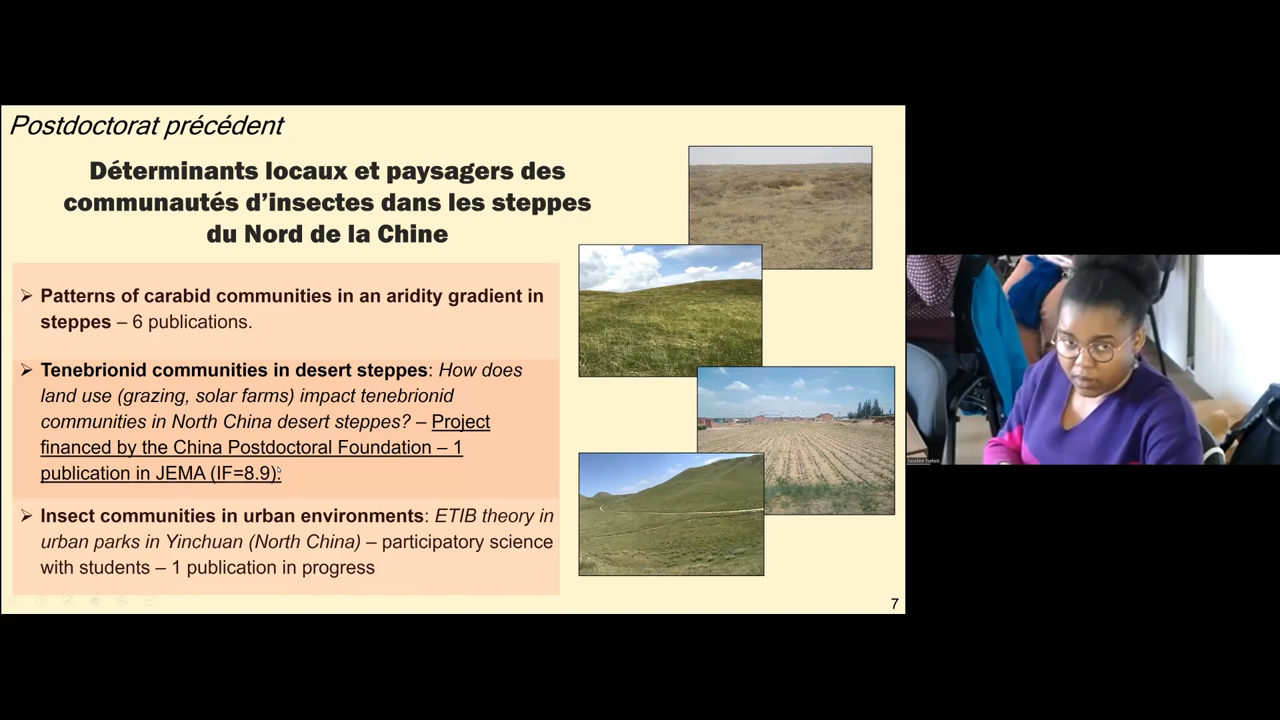 Postdoctorat précédent
Déterminants locaux et paysagers des
communautés d’insectes dans les steppes
du Nord de la Chine
➢ Patterns of carabid communities in an aridity gradient in
steppes – 6 publications.
➢ Tenebrionid communities in desert steppes: How does
land use (grazing, solar farms) impact tenebrionid
communities in North China desert steppes? – Project
financed by the China Postdoctoral Foundation – 1
publication in JEMA (IF=8.9).
➢ Insect communities in urban environments: ETIB theory in
urban parks in Yinchuan (North China) – participatory science
with students – 1 publication in progress
7